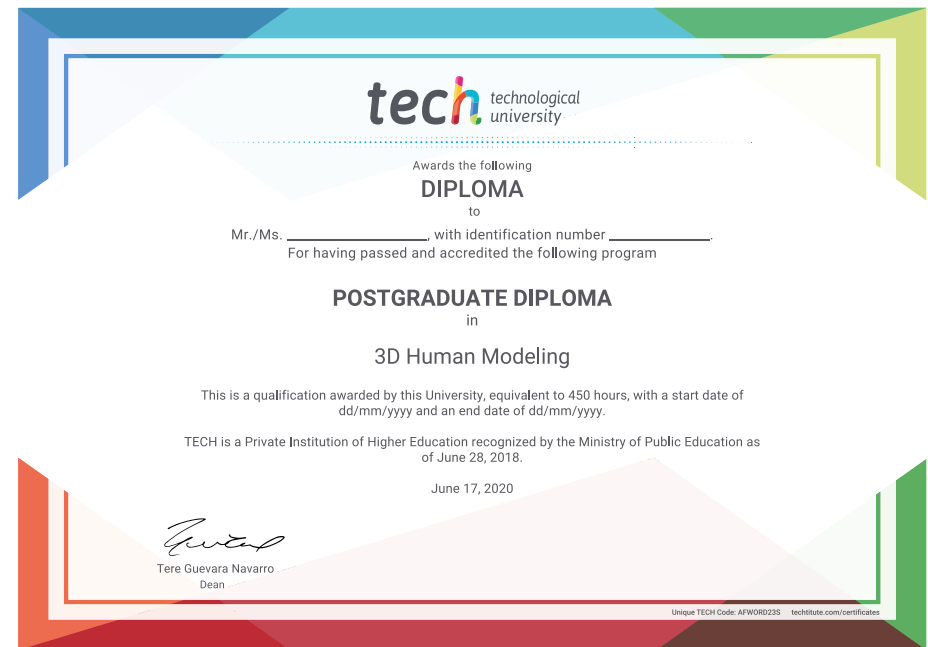 tech technological
university
Awards the following
DIPLOMA
to
Mr./Ms. ____________________, with identification number ______________.
For having passed and accredited the following program
POSTGRADUATE DIPLOMA
in
3D Human Modeling
This is a qualification awarded by this University, equivalent to 450 hours, with a start date of
dd/mm/yyyy and an end date of dd/mm/yyyy.
TECH is a Private Institution of Higher Education recognized by the Ministry of Public Education as
of June 28, 2018.
June 17, 2020
Tere Guevara Navarro
Dean
Unique TECH Code: AFWORD23S techtitute.com/certificates